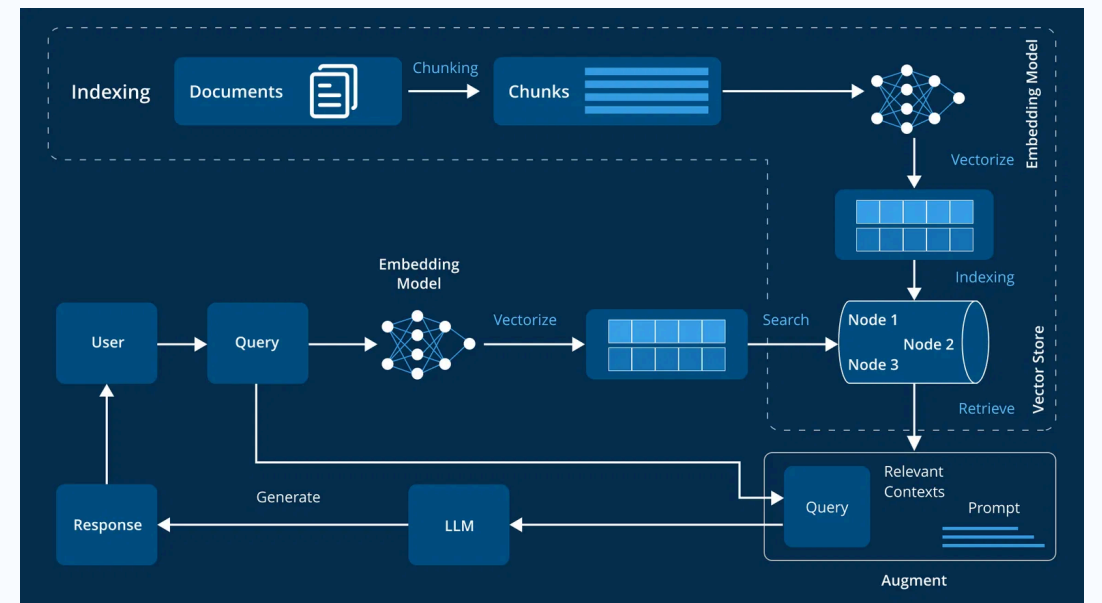 Indexing
Documents
Chunking
Chunks
Embedding Model
Vectorize
Indexing
Embedding
Model
User
Query
Vectorize
Search
Node 1
Node 2
Node 3
Vector Store
Retrieve
Response
Generate
LLM
Query
Relevant
Contexts
Prompt
Augment